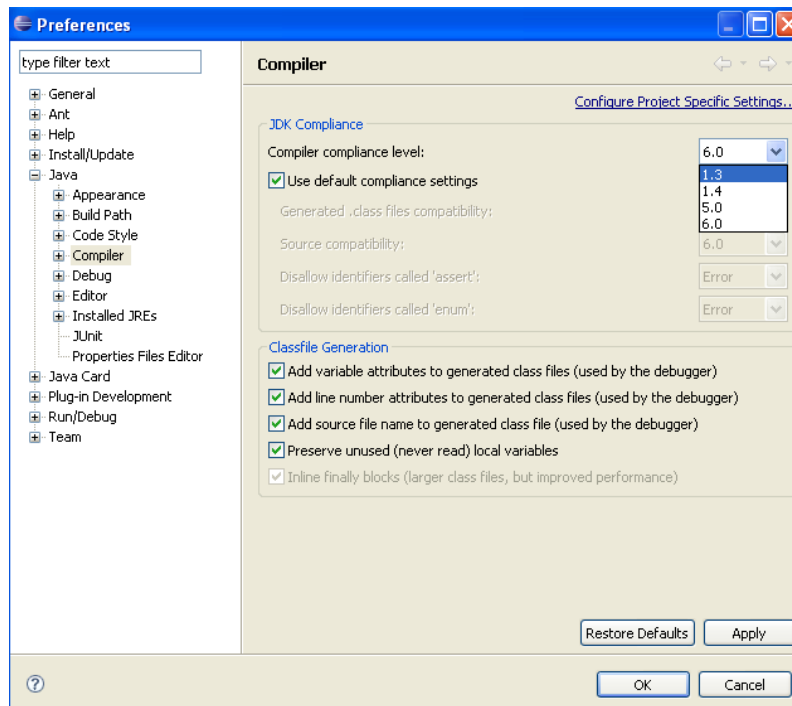 Preferences
type filter text
General
Ant
Help
Install/Update
Java
Appearance
Build Path
Code Style
Compiler
Debug
Editor
Installed JREs
JUnit
Properties Files Editor
Java Card
Plug-in Development
Run/Debug
Team
Compiler
Configure Project Specific Settings..
JDK Compliance
Compiler compliance level: 6.0
1.3
1.4
5.0
6.0
Use default compliance settings
Generated .class files compatibility:
Source compatibility: 6.0
Disallow identifiers called 'assert': Error
Disallow identifiers called 'enum': Error
Classfile Generation
Add variable attributes to generated class files (used by the debugger)
Add line number attributes to generated class files (used by the debugger)
Add source file name to generated class file (used by the debugger)
Preserve unused (never read) local variables
Inline finally blocks (larger class files, but improved performance)
Restore Defaults Apply
? OK Cancel